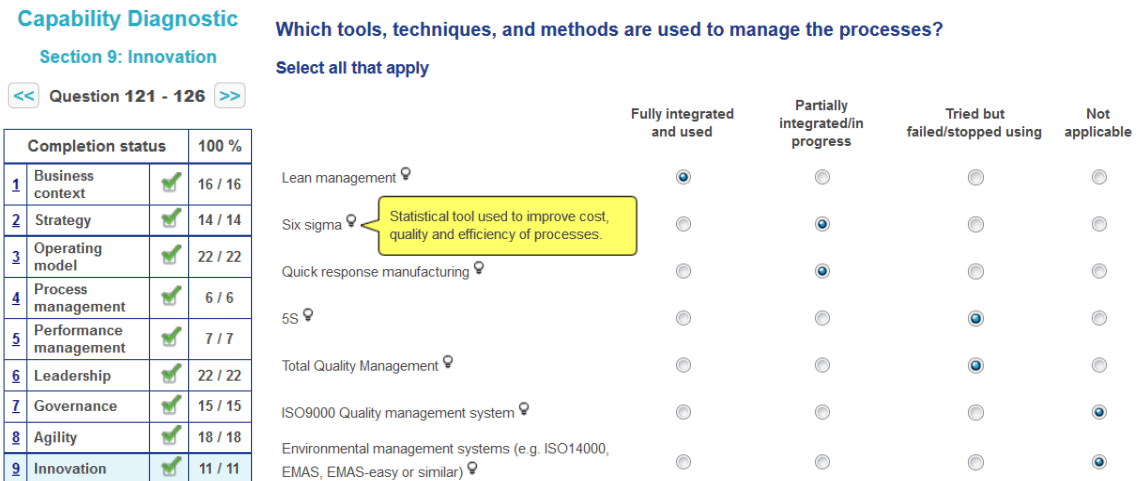 Capability Diagnostic
Section 9: Innovation
<< Question 121 - 126 >>
Completion status 100 %
1 Business context 16 / 16
2 Strategy 14 / 14
3 Operating model 22 / 22
4 Process management 6 / 6
5 Performance management 7 / 7
6 Leadership 22 / 22
7 Governance 15 / 15
8 Agility 18 / 18
9 Innovation 11 / 11
Which tools, techniques, and methods are used to manage the processes?
Select all that apply
Fully integrated and used
Partially integrated/in progress
Tried but failed/stopped using
Not applicable
Lean management
Six sigma
Statistical tool used to improve cost,
quality and efficiency of processes.
Quick response manufacturing
5S
Total Quality Management
ISO9000 Quality management system
Environmental management systems (e.g. ISO14000,
EMAS, EMAS-easy or similar)